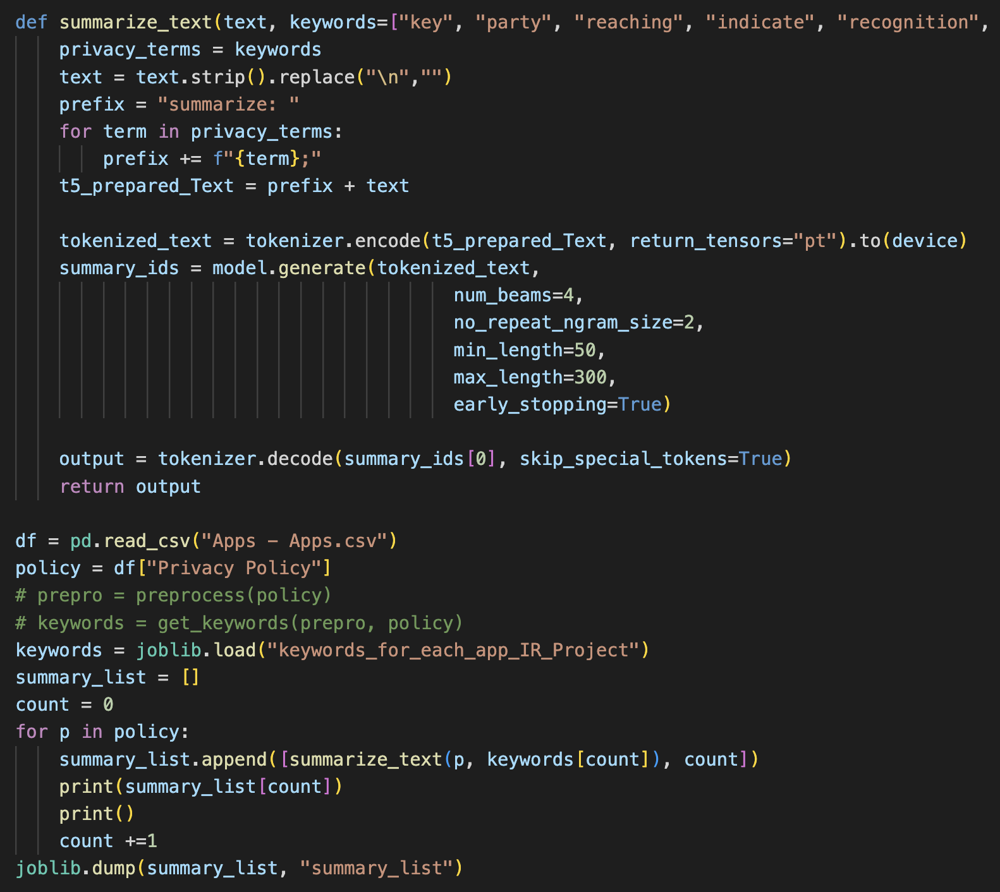 def summarize_text(text, keywords=["key", "party", "reaching", "indicate", "recognition",
privacy_terms = keywords
text = text.strip().replace("\n","")
prefix = "summarize: "
for term in privacy_terms:
prefix += f"{term};"
t5_prepared_Text = prefix + text
tokenized_text = tokenizer.encode(t5_prepared_Text, return_tensors="pt").to(device)
summary_ids = model.generate(tokenized_text,
num_beams=4,
no_repeat_ngram_size=2,
min_length=50,
max_length=300,
early_stopping=True)
output = tokenizer.decode(summary_ids[0], skip_special_tokens=True)
return output
df = pd.read_csv("Apps - Apps.csv")
policy = df["Privacy Policy"]
# prepro = preprocess(policy)
# keywords = get_keywords(prepro, policy)
keywords = joblib.load("keywords_for_each_app_IR_Project")
summary_list = []
count = 0
for p in policy:
summary_list.append([summarize_text(p, keywords[count]), count])
print(summary_list[count])
print()
count +=1
joblib.dump(summary_list, "summary_list")